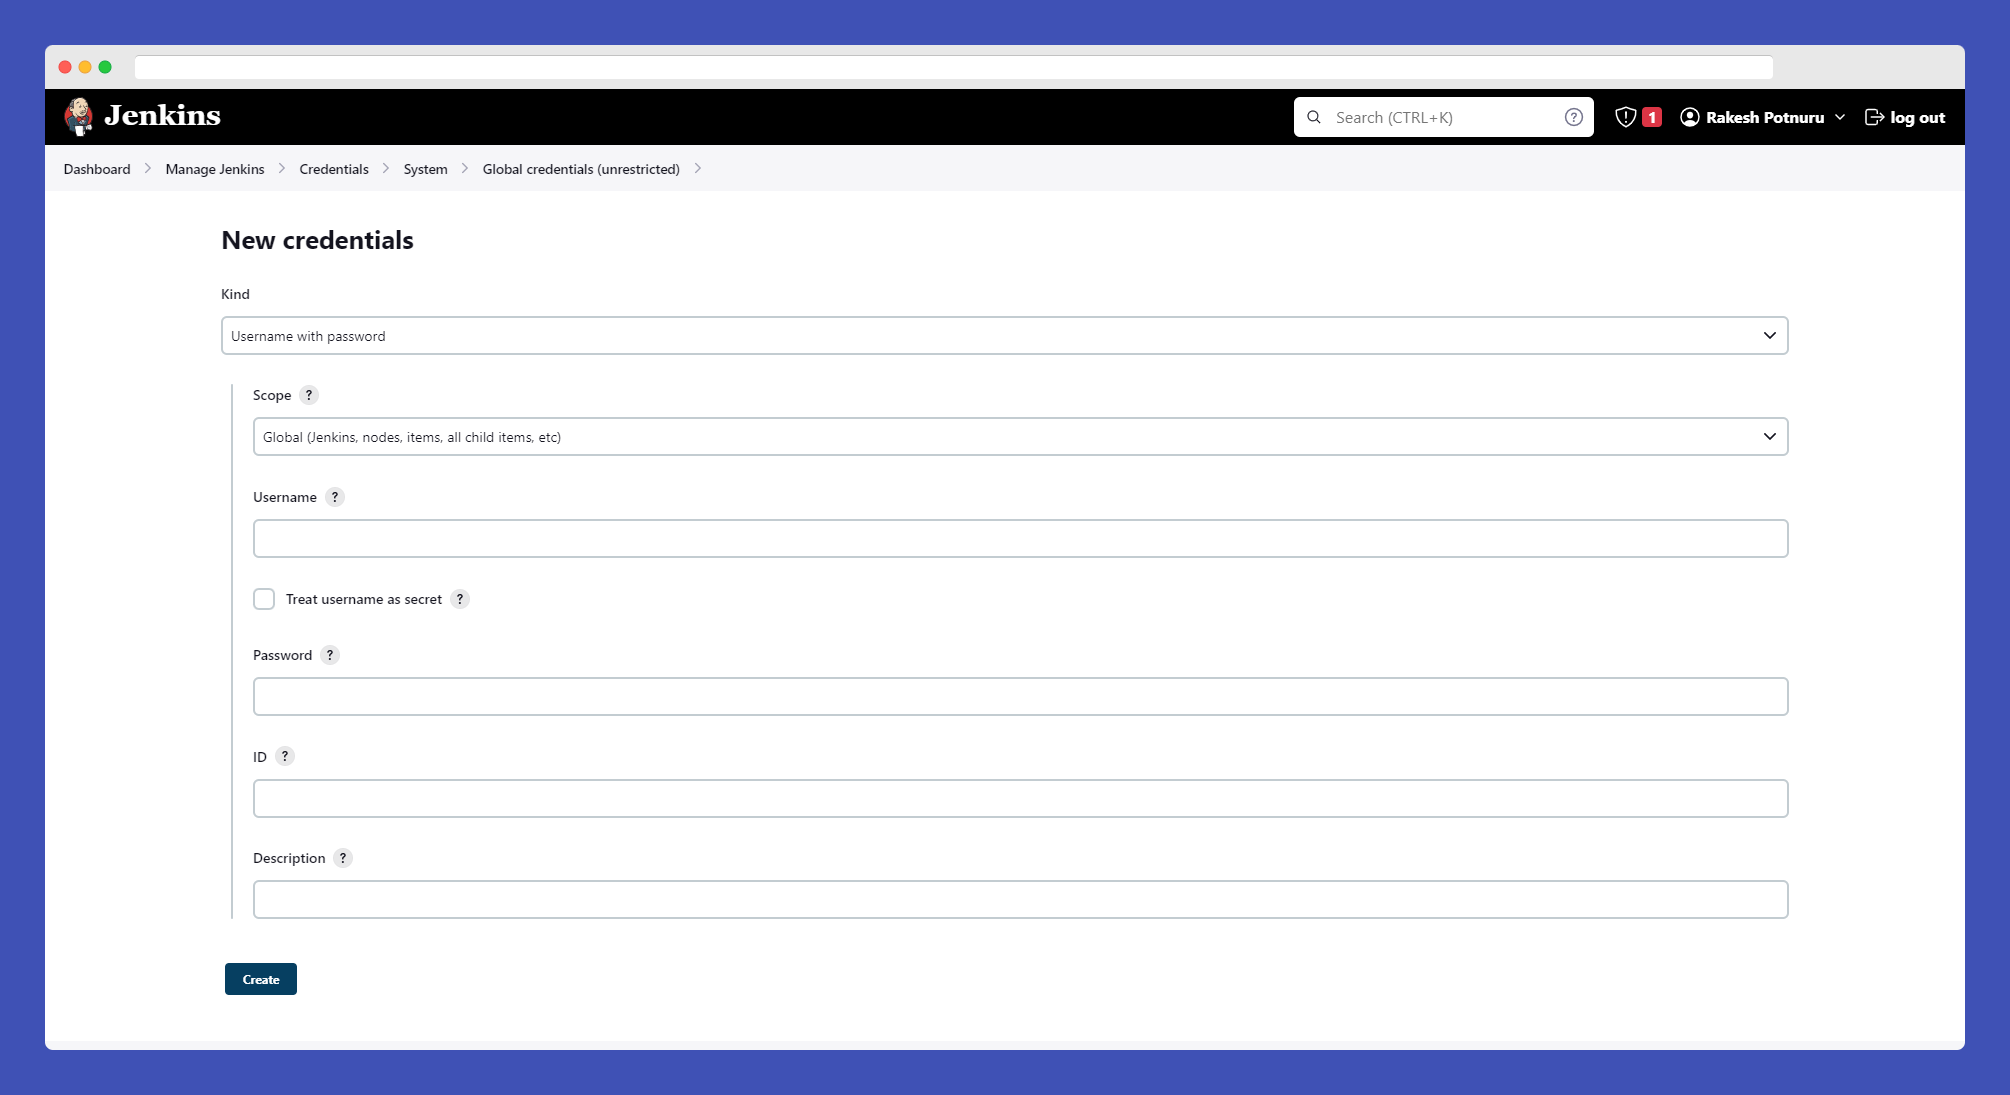 Jenkins
Search (CTRL+K)
?
1
Rakesh Potnuru
log out
Dashboard > Manage Jenkins > Credentials > System > Global credentials (unrestricted) >
New credentials
Kind
Username with password
Scope ?
Global (Jenkins, nodes, items, all child items, etc)
Username ?
Treat username as secret ?
Password ?
ID ?
Description ?
Create